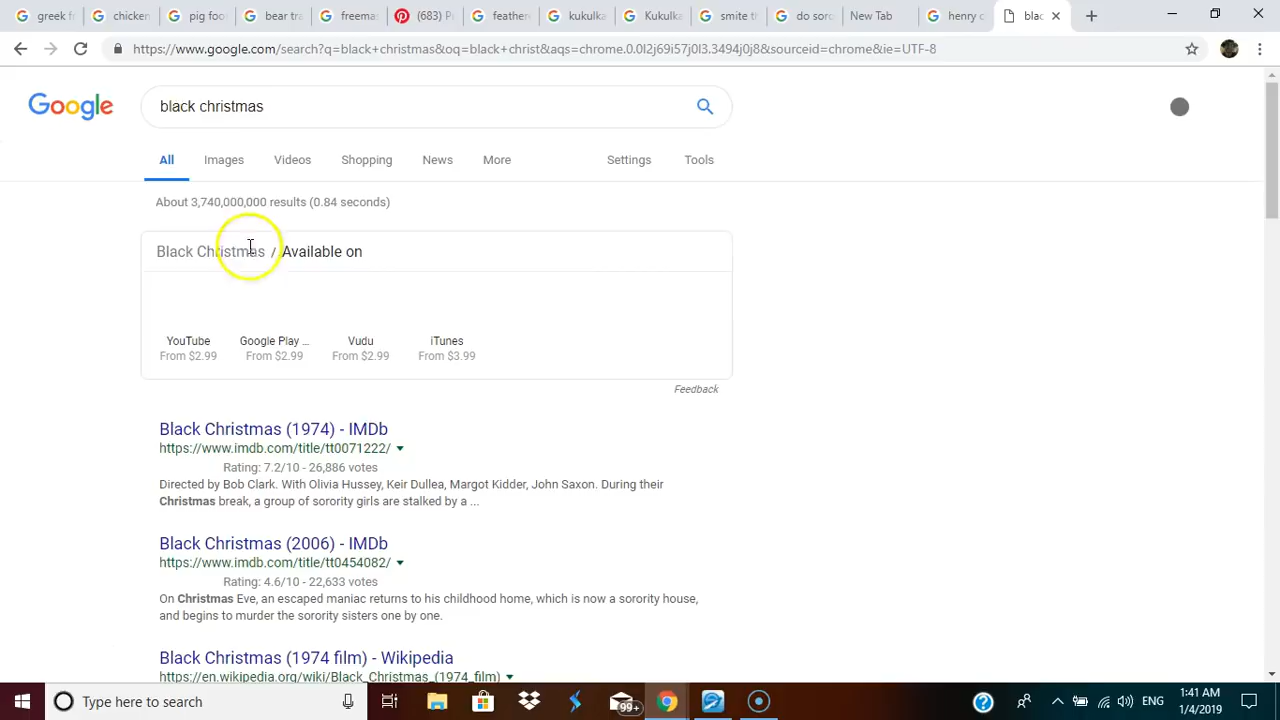 greek fr
chicken
pig food
bear tra
freemas
(683) P
feathere
kukulka
Kukulka
smite th
do soro
New Tab
henry c
blac
https://www.google.com/search?q=black+christmas&oq=black+christ&aqs=chrome.0.0l2j69i57j0l3.3494j0j8&sourceid=chrome&ie=UTF-8
Google
black christmas
All Images Videos Shopping News More Settings Tools
About 3,740,000,000 results (0.84 seconds)
Black Christmas / Available on
YouTube Google Play ... Vudu iTunes
From $2.99 From $2.99 From $2.99 From $3.99
Feedback
Black Christmas (1974) - IMDb
https://www.imdb.com/title/tt0071222/
Rating: 7.2/10 - 26,886 votes
Directed by Bob Clark. With Olivia Hussey, Keir Dullea, Margot Kidder, John Saxon. During their
Christmas break, a group of sorority girls are stalked by a ...
Black Christmas (2006) - IMDb
https://www.imdb.com/title/tt0454082/
Rating: 4.6/10 - 22,633 votes
On Christmas Eve, an escaped maniac returns to his childhood home, which is now a sorority house,
and begins to murder the sorority sisters one by one.
Black Christmas (1974 film) - Wikipedia
https://en.wikipedia.org/wiki/Black_Christmas_(1974_film)
Type here to search
99+
ENG
1:41 AM
1/4/2019